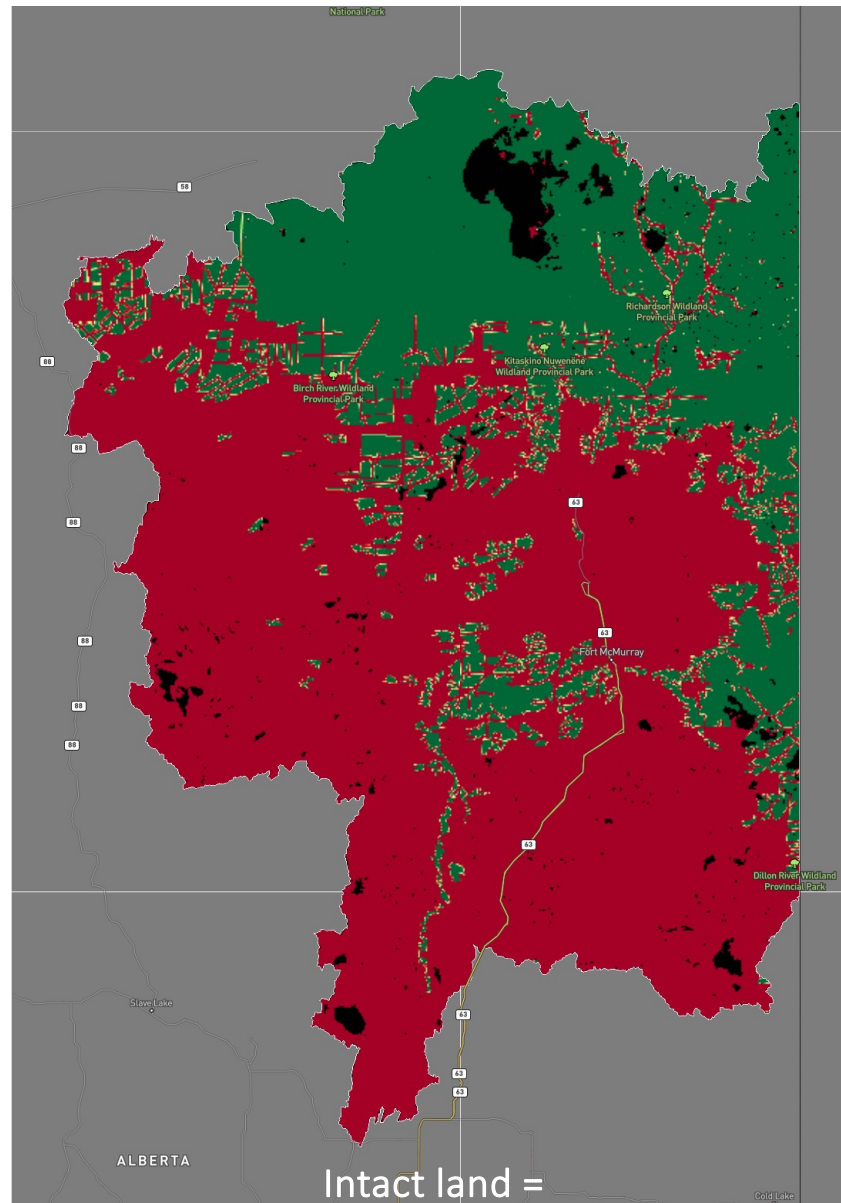 National Park
58
Richardson Wildland
Provincial Park
88
Kitaskino Nuwenene
Wildland Provincial Park
Birch River Wildland
Provincial Park
88
63
88
63
88
Fort McMurray
88
88
63
Dillon River Wildland
Provincial Park
Slave Lake
63
63
63
ALBERTA
Intact land =
Cold Lake